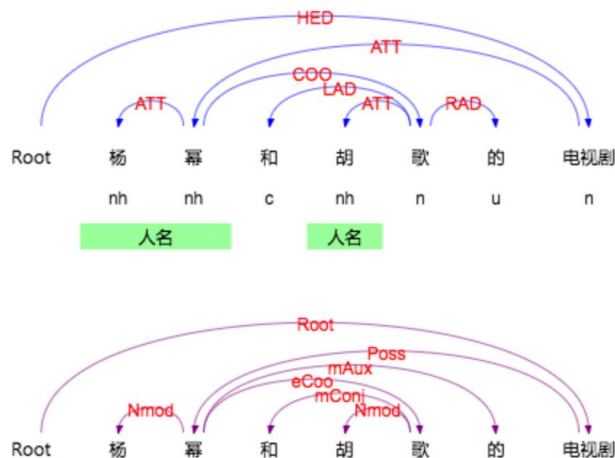 HED
ATT
COO
LAD
ATT ATT RAD
Root 杨 幂 和 胡 歌 的 电视剧
nh nh c nh n u n
人名 人名
Root
Poss
mAux
eCoo
mConj
Nmod Nmod
Root 杨 幂 和 胡 歌 的 电视剧